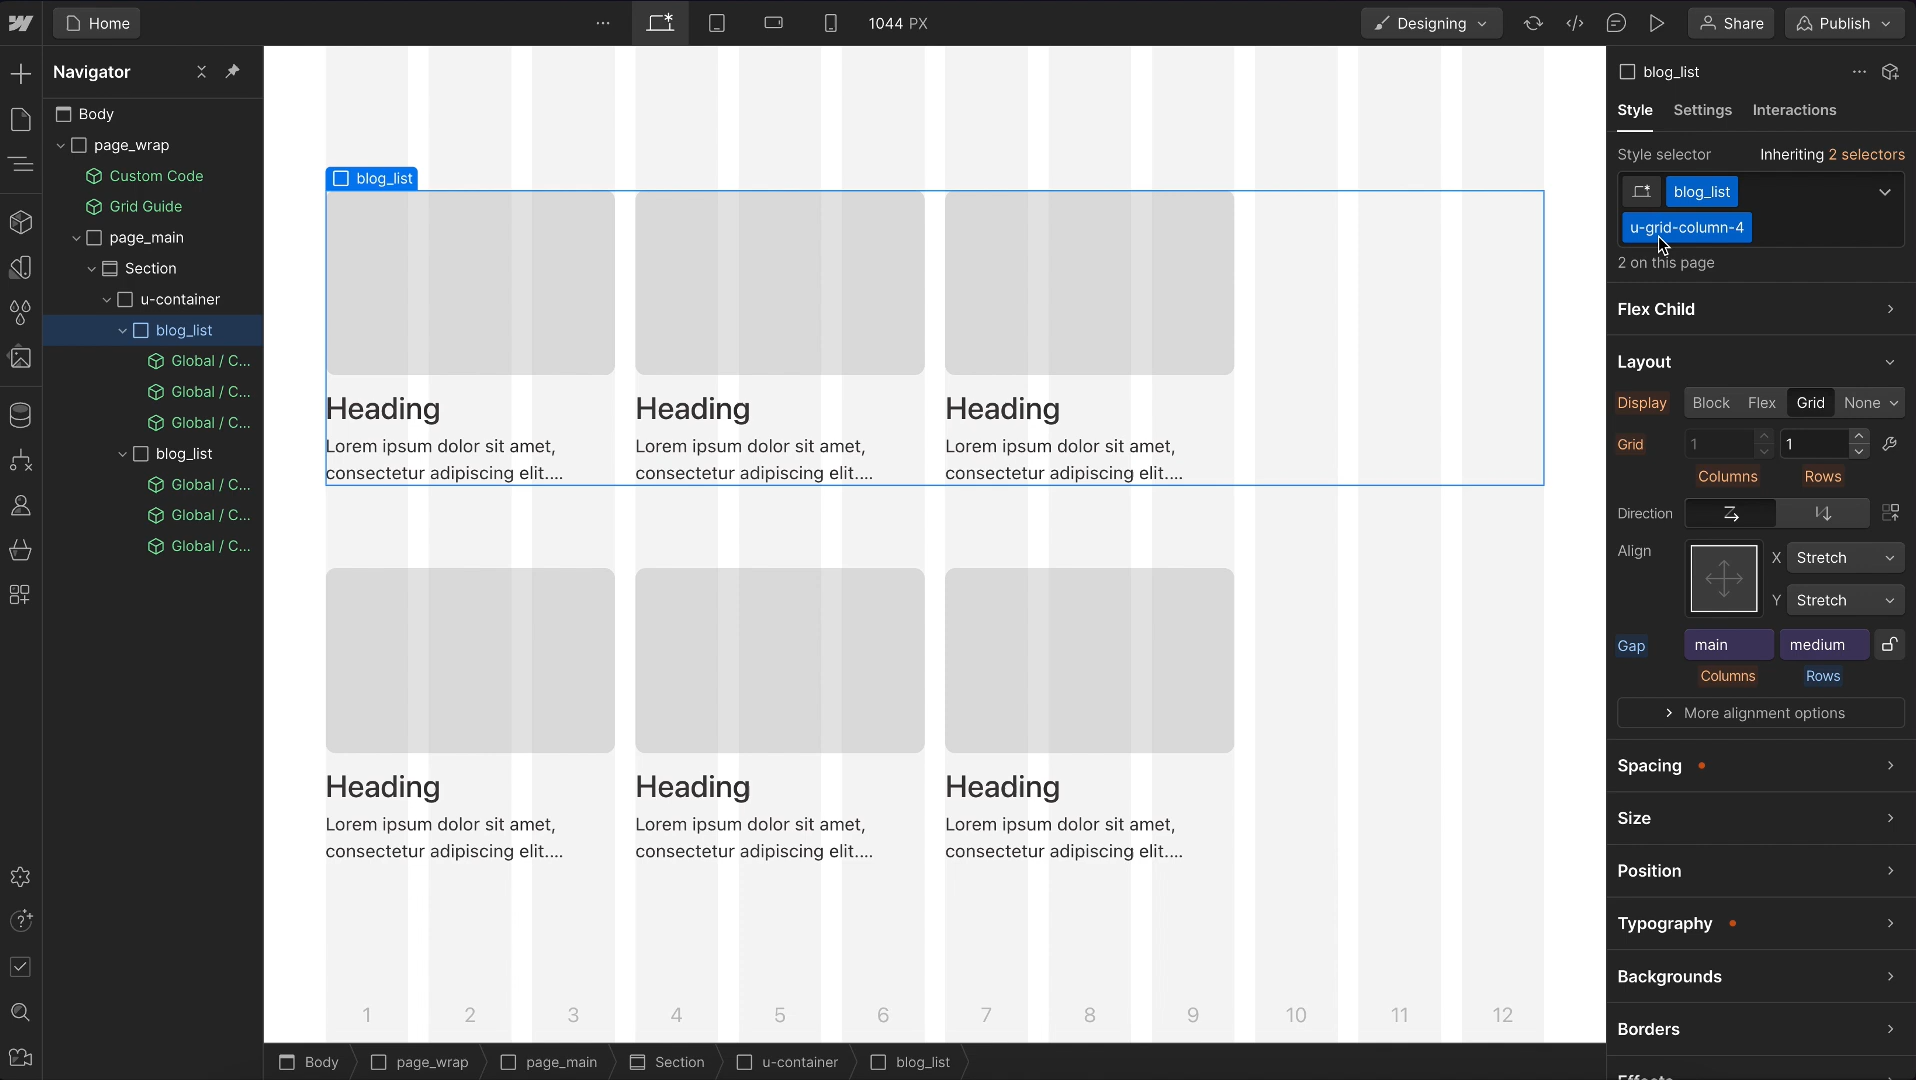 Home
1044 PX
Designing
Share
Publish
Navigator
Body
page_wrap
Custom Code
Grid Guide
page_main
Section
u-container
blog_list
Global / C...
Global / C...
Global / C...
blog_list
Global / C...
Global / C...
Global / C...
blog_list
Heading
Lorem ipsum dolor sit amet,
consectetur adipiscing elit....
Heading
Lorem ipsum dolor sit amet,
consectetur adipiscing elit....
Heading
Lorem ipsum dolor sit amet,
consectetur adipiscing elit....
Heading
Lorem ipsum dolor sit amet,
consectetur adipiscing elit....
Heading
Lorem ipsum dolor sit amet,
consectetur adipiscing elit....
Heading
Lorem ipsum dolor sit amet,
consectetur adipiscing elit....
1 2 3 4 5 6 7 8 9 10 11 12
Body page_wrap page_main Section u-container blog_list
blog_list
Style Settings Interactions
Style selector Inheriting 2 selectors
blog_list
u-grid-column-4
2 on this page
Flex Child
Layout
Display Block Flex Grid None
Grid 1 1
Columns Rows
Direction
Align X Stretch
Y Stretch
Gap main medium
Columns Rows
More alignment options
Spacing
Size
Position
Typography
Backgrounds
Borders
Effects